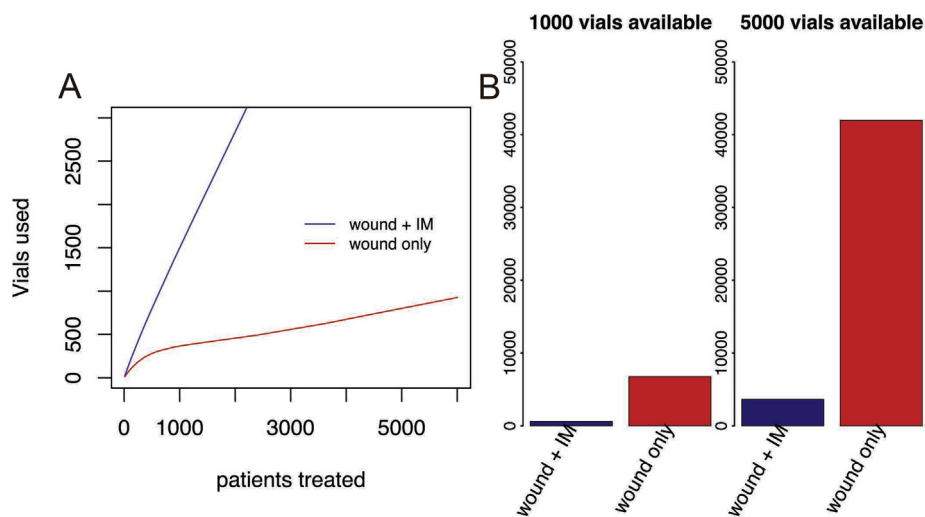 A
Vials used
2500
1500
500
0
wound + IM
wound only
0 1000 3000 5000
patients treated
B
1000 vials available
50000
40000
30000
20000
10000
0
wound + IM
wound only
5000 vials available
50000
40000
30000
20000
10000
0
wound + IM
wound only